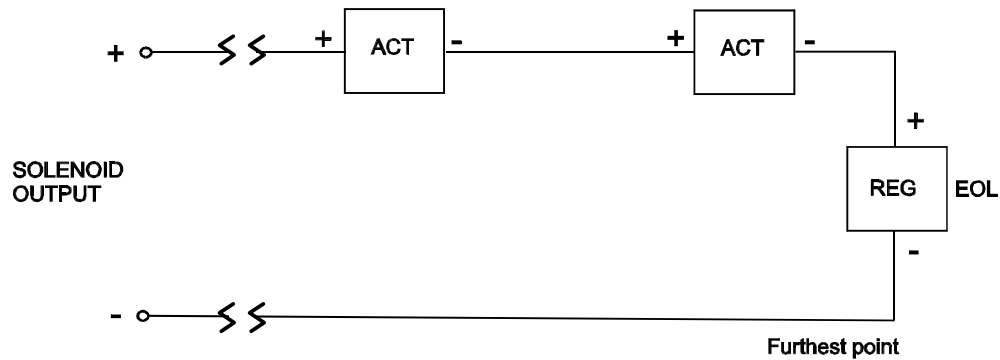 + + ACT - + ACT -
+
SOLENOID
OUTPUT
REG EOL
-
-
Furthest point